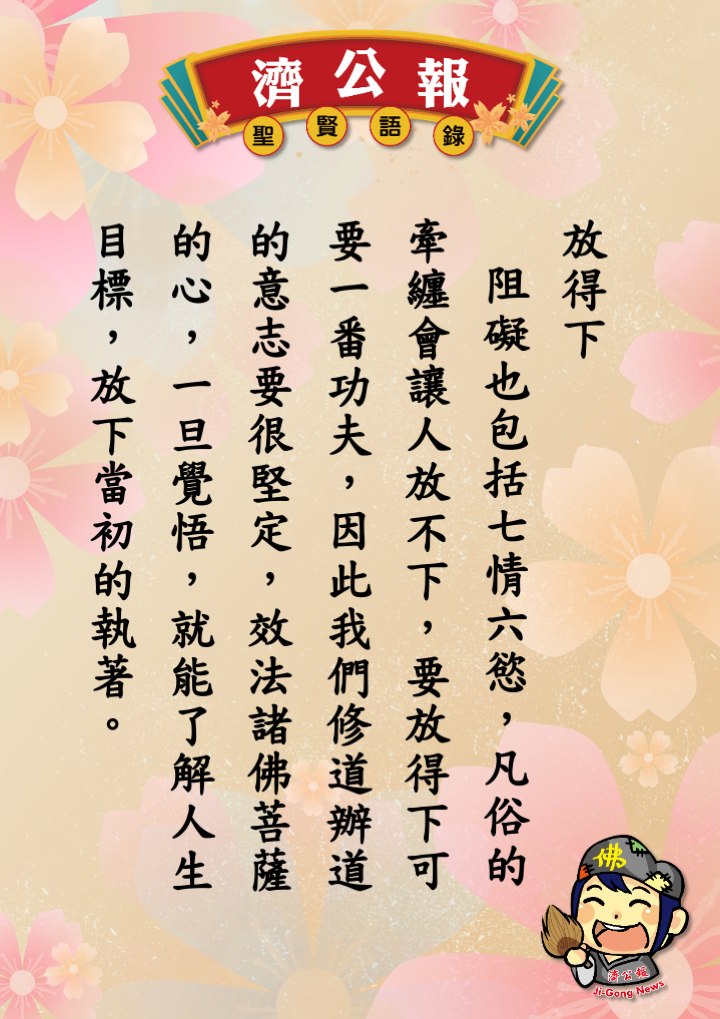 濟公報
聖賢語錄
放得下
阻礙也包括七情六慾，凡俗的
牽纏會讓人放不下，要放得下可
要一番功夫，因此我們修道辦道
的意志要很堅定，效法諸佛菩薩
的心，一旦覺悟，就能了解人生
目標，放下當初的執著。
佛
濟公報
Ji-Gong News